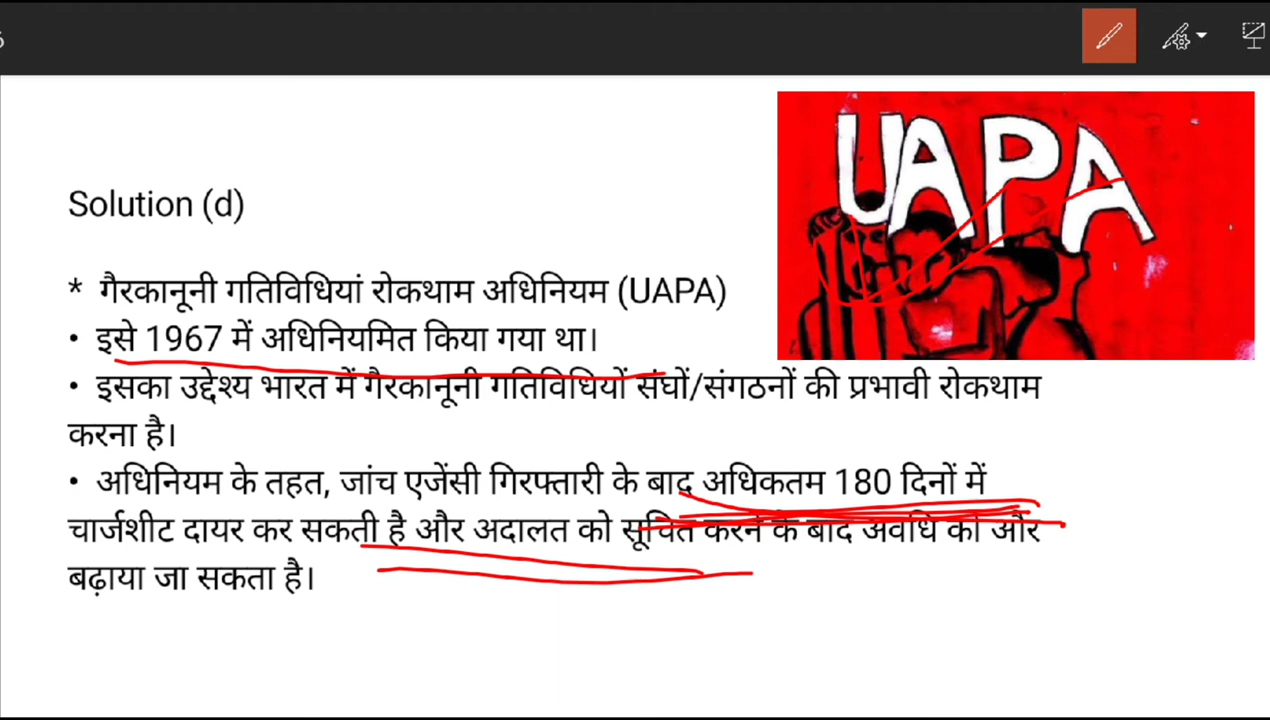 6
UAPA
Solution (d)
* गैरकानूनी गतिविधियां रोकथाम अधिनियम (UAPA)
• इसे 1967 में अधिनियमित किया गया था।
• इसका उद्देश्य भारत में गैरकानूनी गतिविधियों संघों/संगठनों की प्रभावी रोकथाम
करना है।
• अधिनियम के तहत, जांच एजेंसी गिरफ्तारी के बाद अधिकतम 180 दिनों में
चार्जशीट दायर कर सकती है और अदालत को सूचित करने के बाद अवधि को और
बढ़ाया जा सकता है।